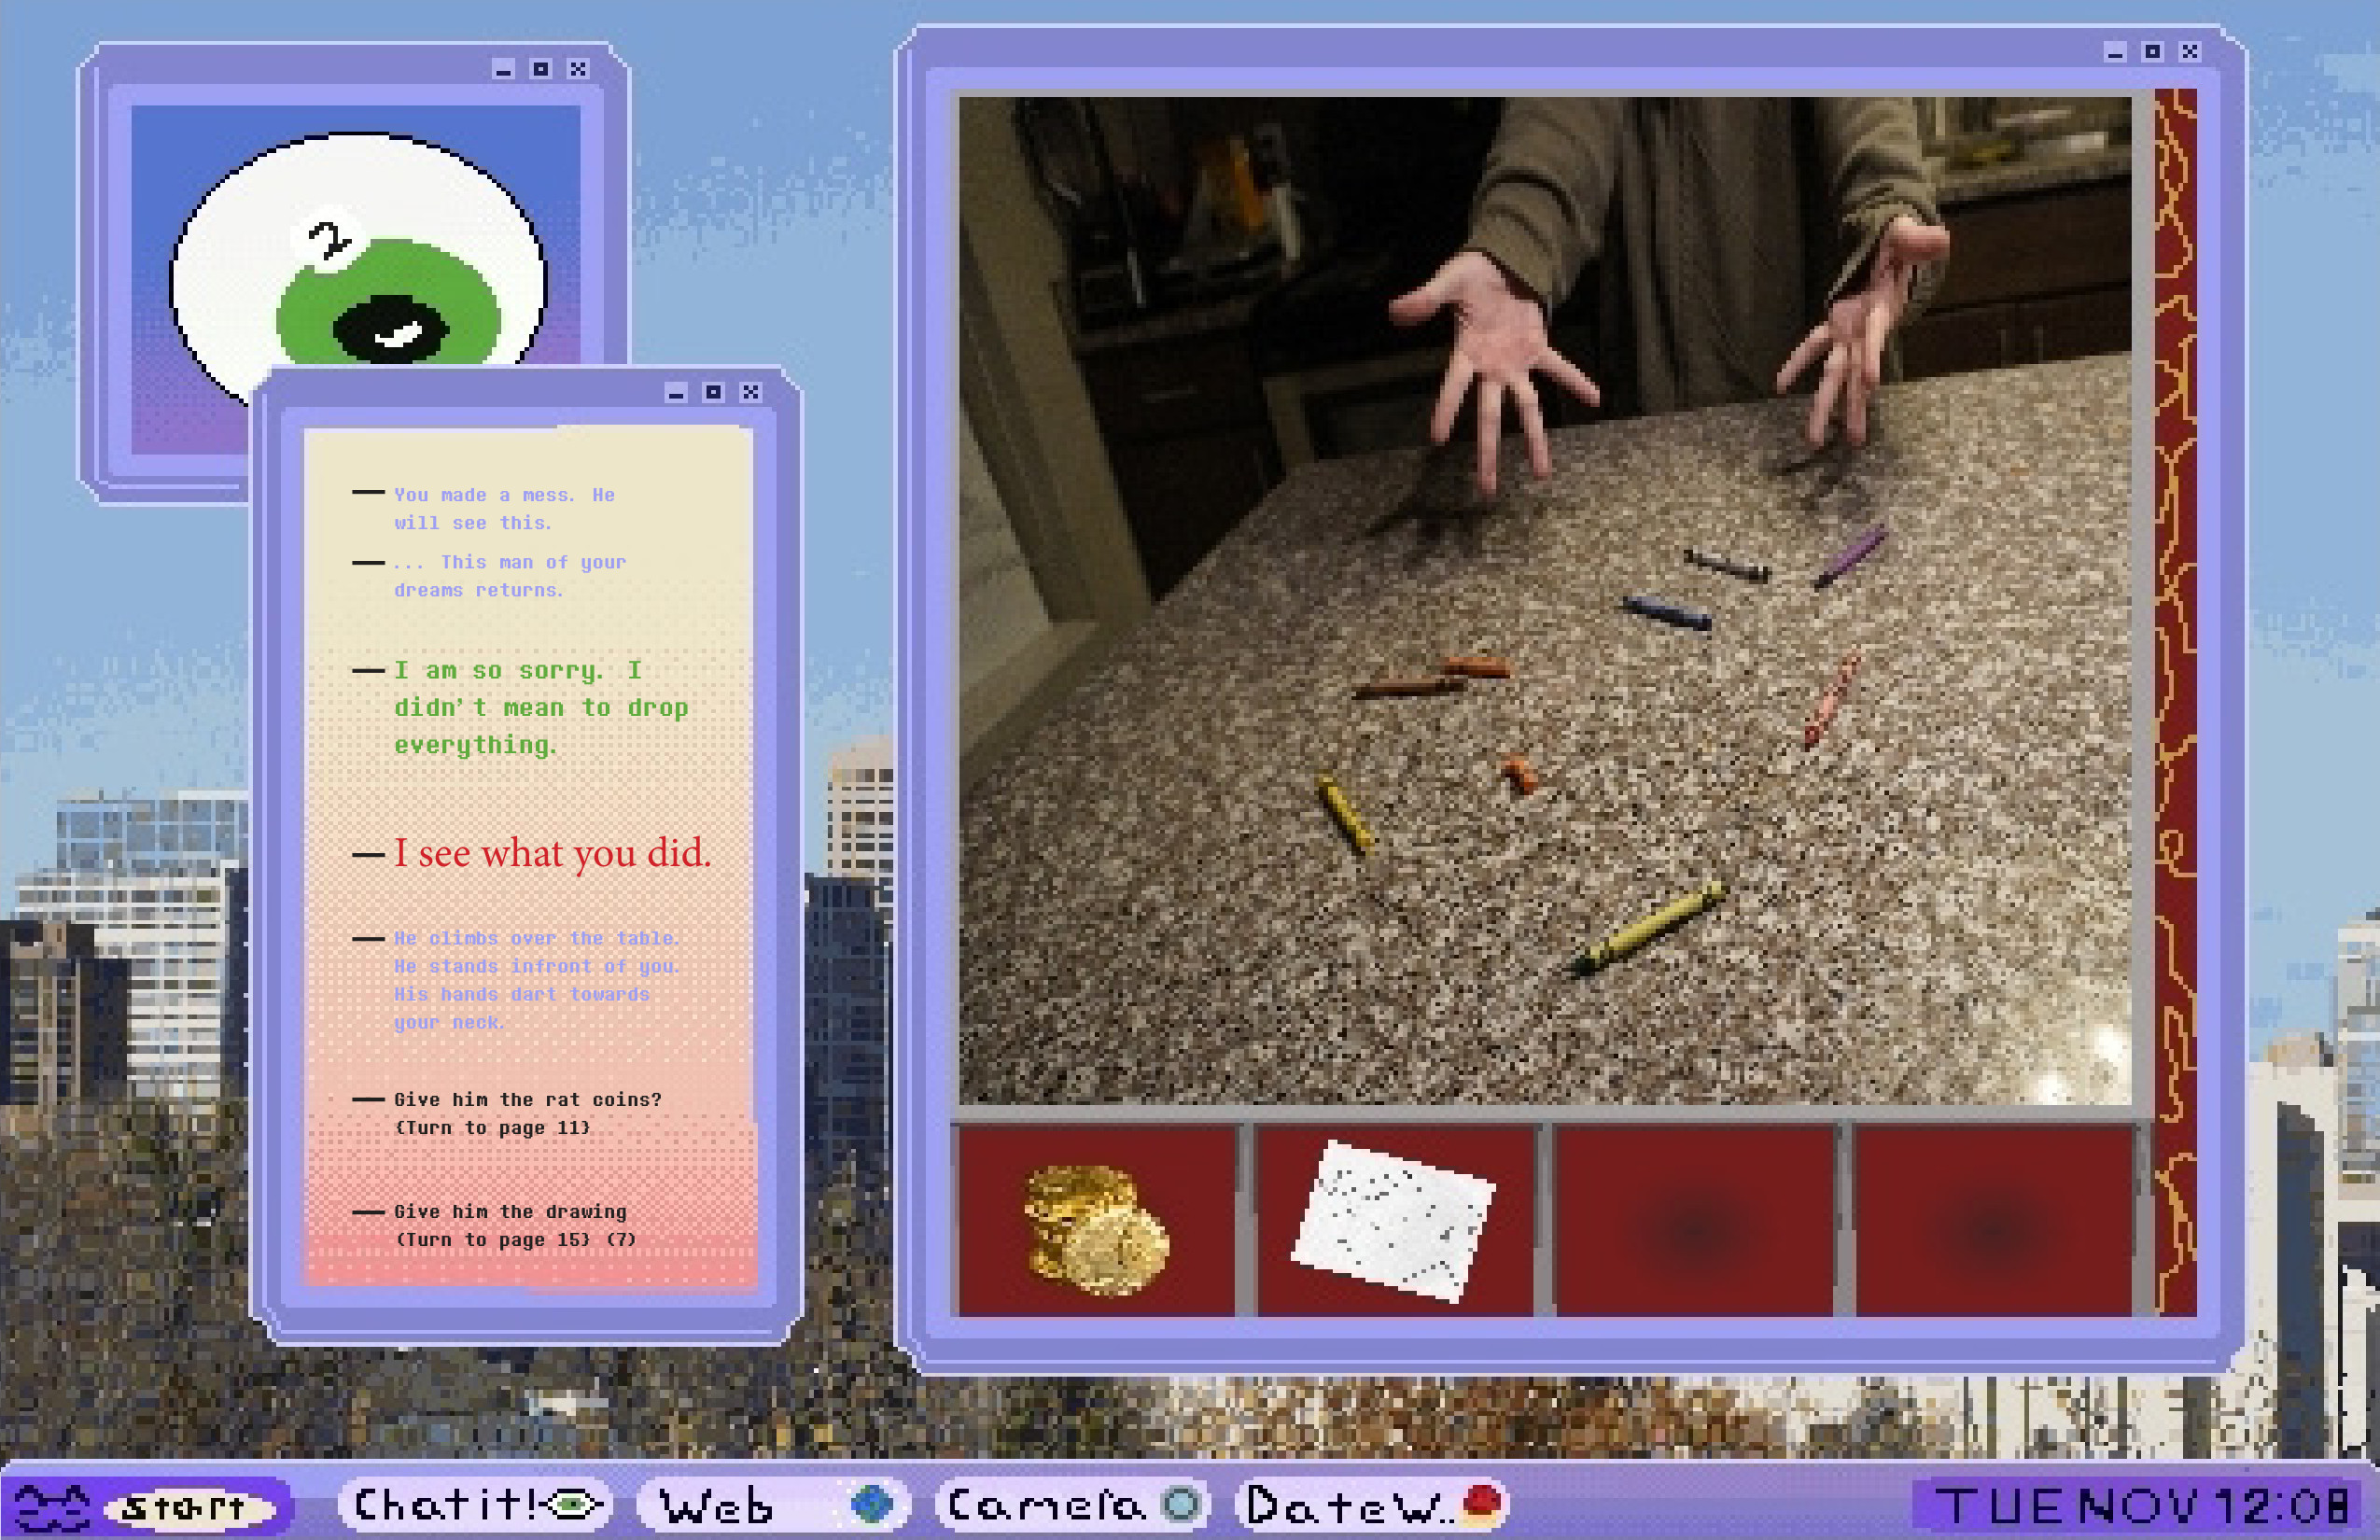 2
You made a mess. He
will see this.
... This man of your
dreams returns.
I am so sorry. I
didn't mean to drop
everything.
I see what you did.
He climbs over the table.
He stands infront of you.
His hands dart towards
your neck.
Give him the rat coins?
{Turn to page 11}
Give him the drawing
(Turn to page 15} (7)
Start
Chatit!
Web
Camera
DateW..
TUE NOV 12:08